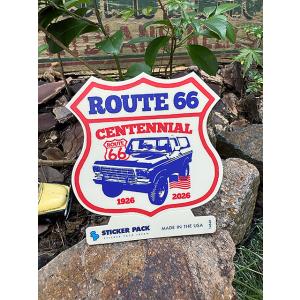 ROUTE 66
CENTENNIAL
ROUTE
66
1926 2026
STICKER PACK
MADE IN THE USA